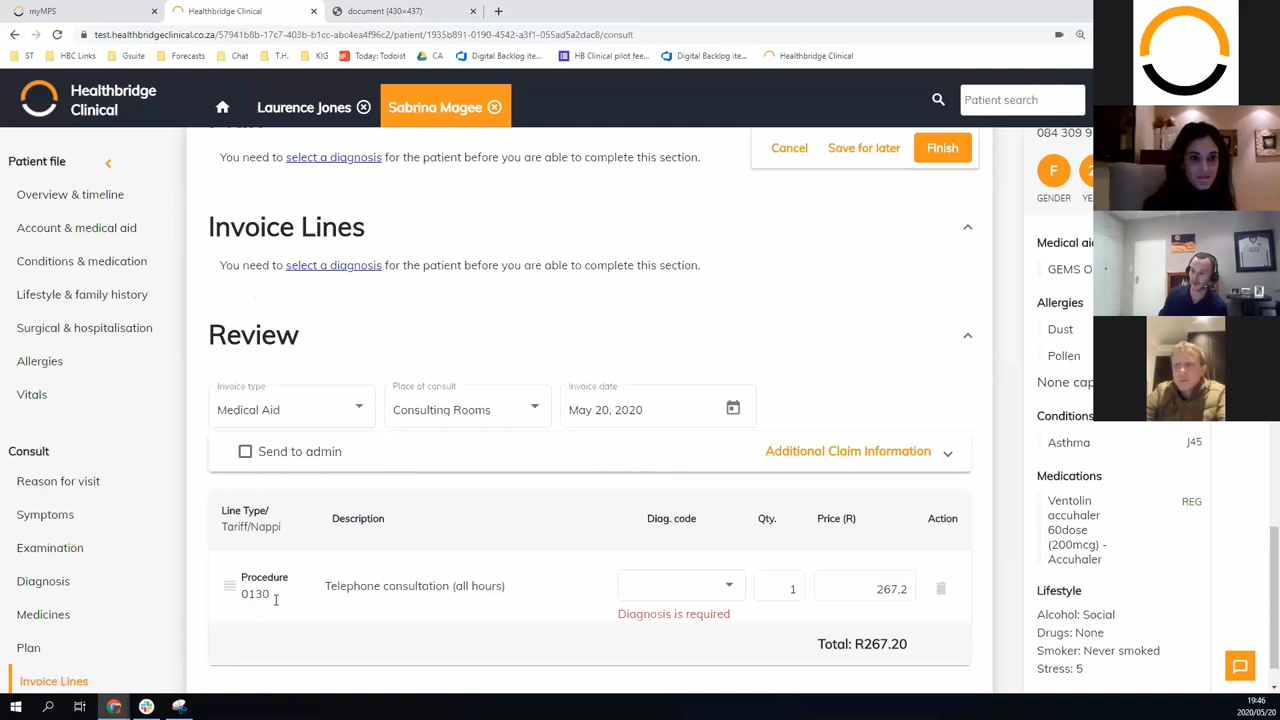 myMPS
Healthbridge Clinical
document (430×437)
test.healthbridgeclinical.co.za/57941b8b-17c7-403b-b1cc-abc4ea4f96c2/patient/1935b891-0190-4542-a3f1-055ad5a2dac8/consult
ST
HBC Links
Gsuite
Forecasts
Chat
T.H.
KIG
Today: Todoist
CA
Digital Backlog ite...
HB Clinical pilot fee...
Digital Backlog ite...
Healthbridge Clinical
Healthbridge
Clinical
Laurence Jones
Sabrina Magee
Patient search
Patient file
Overview & timeline
Account & medical aid
Conditions & medication
Lifestyle & family history
Surgical & hospitalisation
Allergies
Vitals
Consult
Reason for visit
Symptoms
Examination
Diagnosis
Medicines
Plan
Invoice Lines
You need to select a diagnosis for the patient before you are able to complete this section.
Cancel
Save for later
Finish
Invoice Lines
You need to select a diagnosis for the patient before you are able to complete this section.
Review
Invoice type
Medical Aid
Place of consult
Consulting Rooms
Invoice date
May 20, 2020
Send to admin
Additional Claim Information
Line Type/
Tariff/Nappi
Description
Diag. code
Qty.
Price (R)
Action
Procedure
0130
Telephone consultation (all hours)
Diagnosis is required
1
267,2
Total: R267.20
084 309 9
F
2
GENDER
Medical aid
GEMS O
Allergies
Dust
Pollen
None cap
Conditions
Asthma
J45
Medications
Ventolin
accuhaler
60dose
(200mcg) -
Accuhaler
REG
Lifestyle
Alcohol: Social
Drugs: None
Smoker: Never smoked
Stress: 5
19:46
2020/05/20